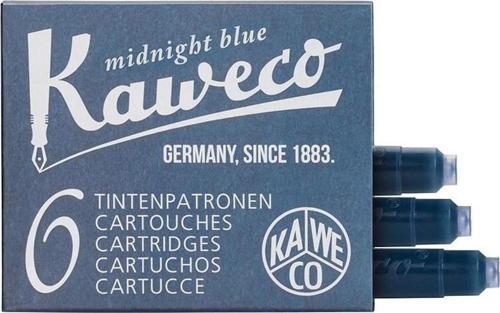 midnight blue
Kaweco
GERMANY, SINCE 1883.
6
TINTENPATRONEN
CARTOUCHES
CARTRIDGES
CARTUCHOS
CARTUCCE
KA WE
CO